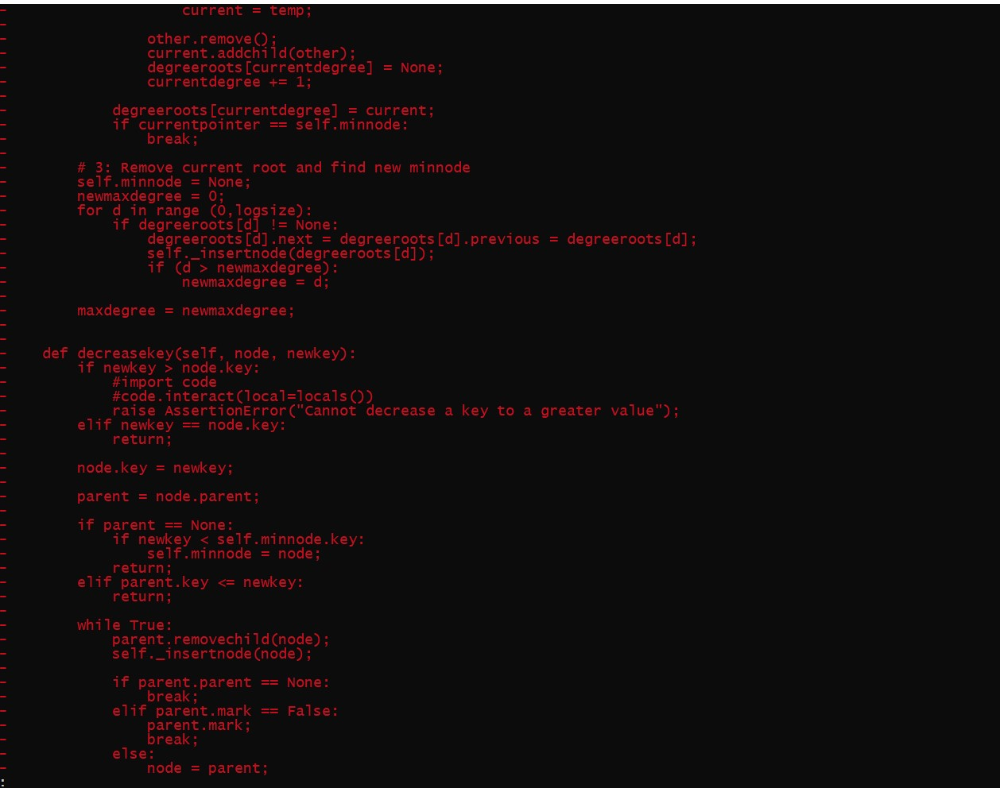 -                    current = temp;
-
-                other.remove();
-                current.addchild(other);
-                degreeroots[currentdegree] = None;
-                currentdegree += 1;
-
-            degreeroots[currentdegree] = current;
-            if currentpointer == self.minnode:
-                break;
-
-        # 3: Remove current root and find new minnode
-        self.minnode = None;
-        newmaxdegree = 0;
-        for d in range (0,logsize):
-            if degreeroots[d] != None:
-                degreeroots[d].next = degreeroots[d].previous = degreeroots[d];
-                self._insertnode(degreeroots[d]);
-                if (d > newmaxdegree):
-                    newmaxdegree = d;
-
-        maxdegree = newmaxdegree;
-
-
-    def decreasekey(self, node, newkey):
-        if newkey > node.key:
-            #import code
-            #code.interact(local=locals())
-            raise AssertionError("Cannot decrease a key to a greater value");
-        elif newkey == node.key:
-            return;
-
-        node.key = newkey;
-
-        parent = node.parent;
-
-        if parent == None:
-            if newkey < self.minnode.key:
-                self.minnode = node;
-            return;
-        elif parent.key <= newkey:
-            return;
-
-        while True:
-            parent.removechild(node);
-            self._insertnode(node);
-
-            if parent.parent == None:
-                break;
-            elif parent.mark == False:
-                parent.mark;
-                break;
-            else:
-                node = parent;
: